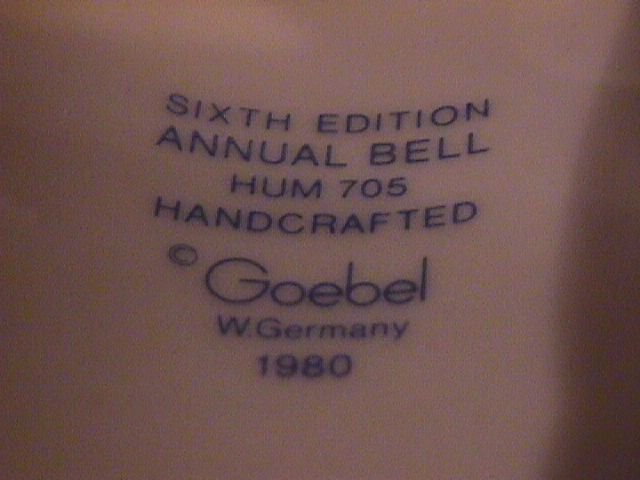 SIXTH EDITION
ANNUAL BELL
HUM 705
HANDCRAFTED
© Goebel
W.Germany
1980